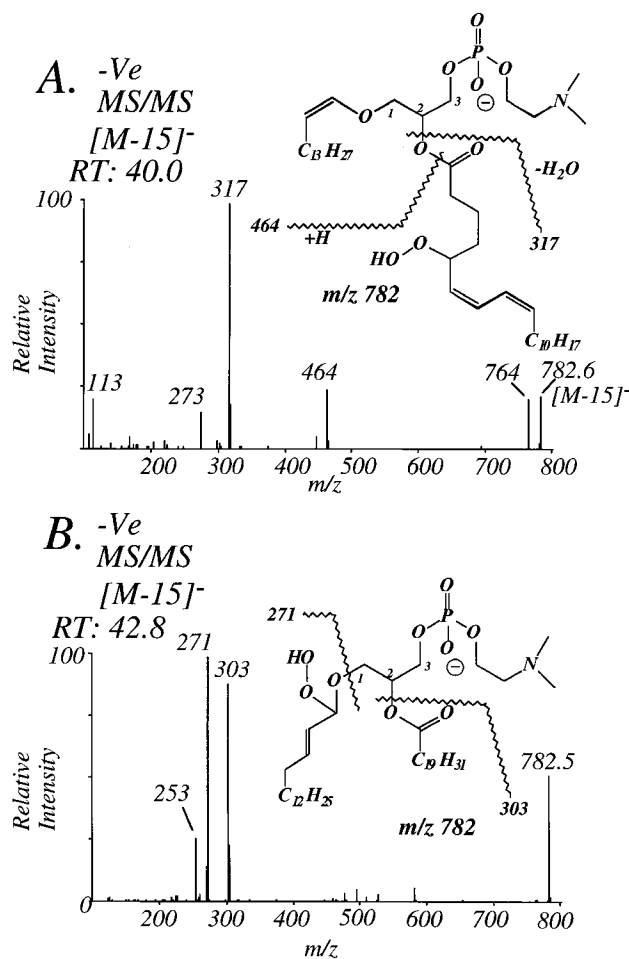 A.
-Ve
MS/MS
[M-15]-
RT: 40.0
O
P
O
O
O
⊖
N
O
1
2
3
C13H27
O
O
-H2O
464
+H
317
HO
O
m/z 782
C10H17
100
Relative
Intensity
113
273
317
464
764
782.6
[M-15]-
200
300
400
500
600
700
800
m/z
B.
-Ve
MS/MS
[M-15]-
RT: 42.8
271
O
P
O
O
O
⊖
N
HO
O
O
1
2
3
O
O
C12H25
C19H31
303
m/z 782
100
0
Relative
Intensity
253
271
303
782.5
200
300
400
500
600
700
800
m/z